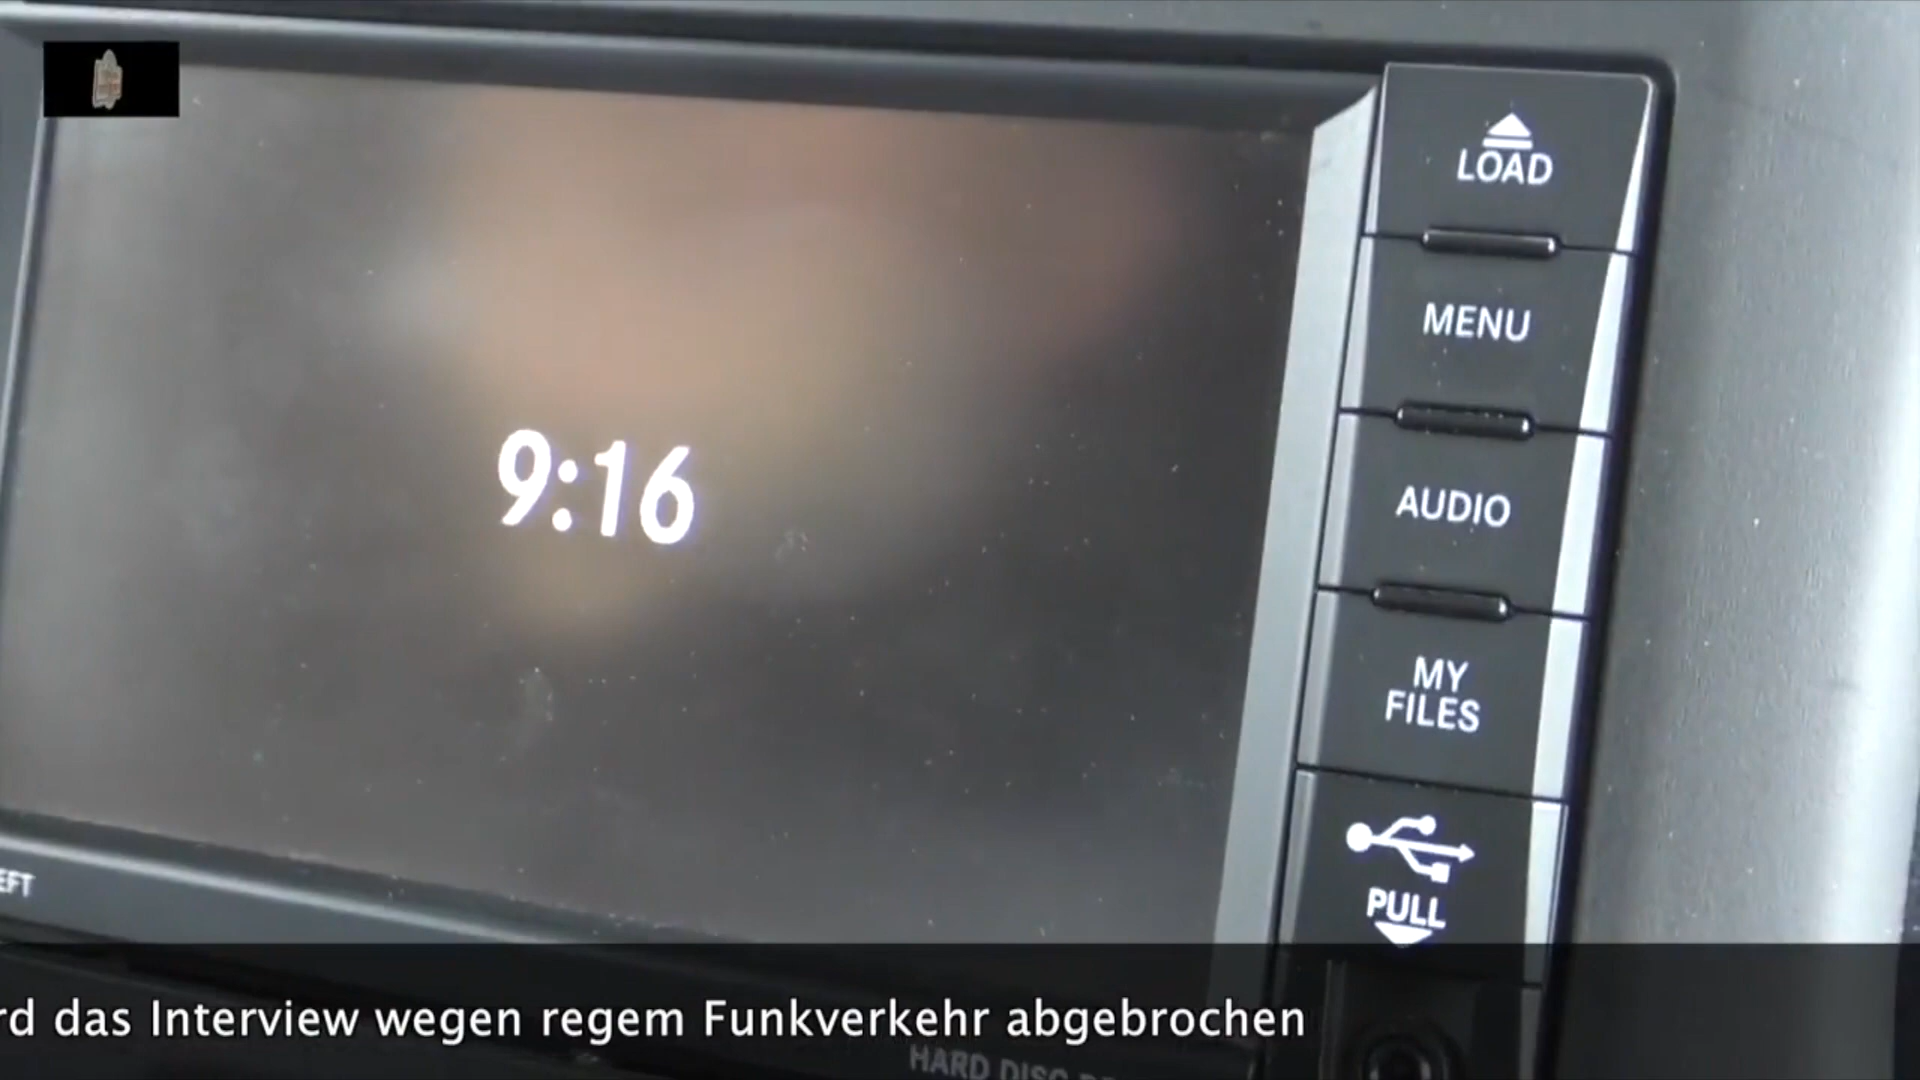 LOAD
MENU
9:16
AUDIO
MY
FILES
PULL
rd das Interview wegen regem Funkverkehr abgebrochen
HARD DISC